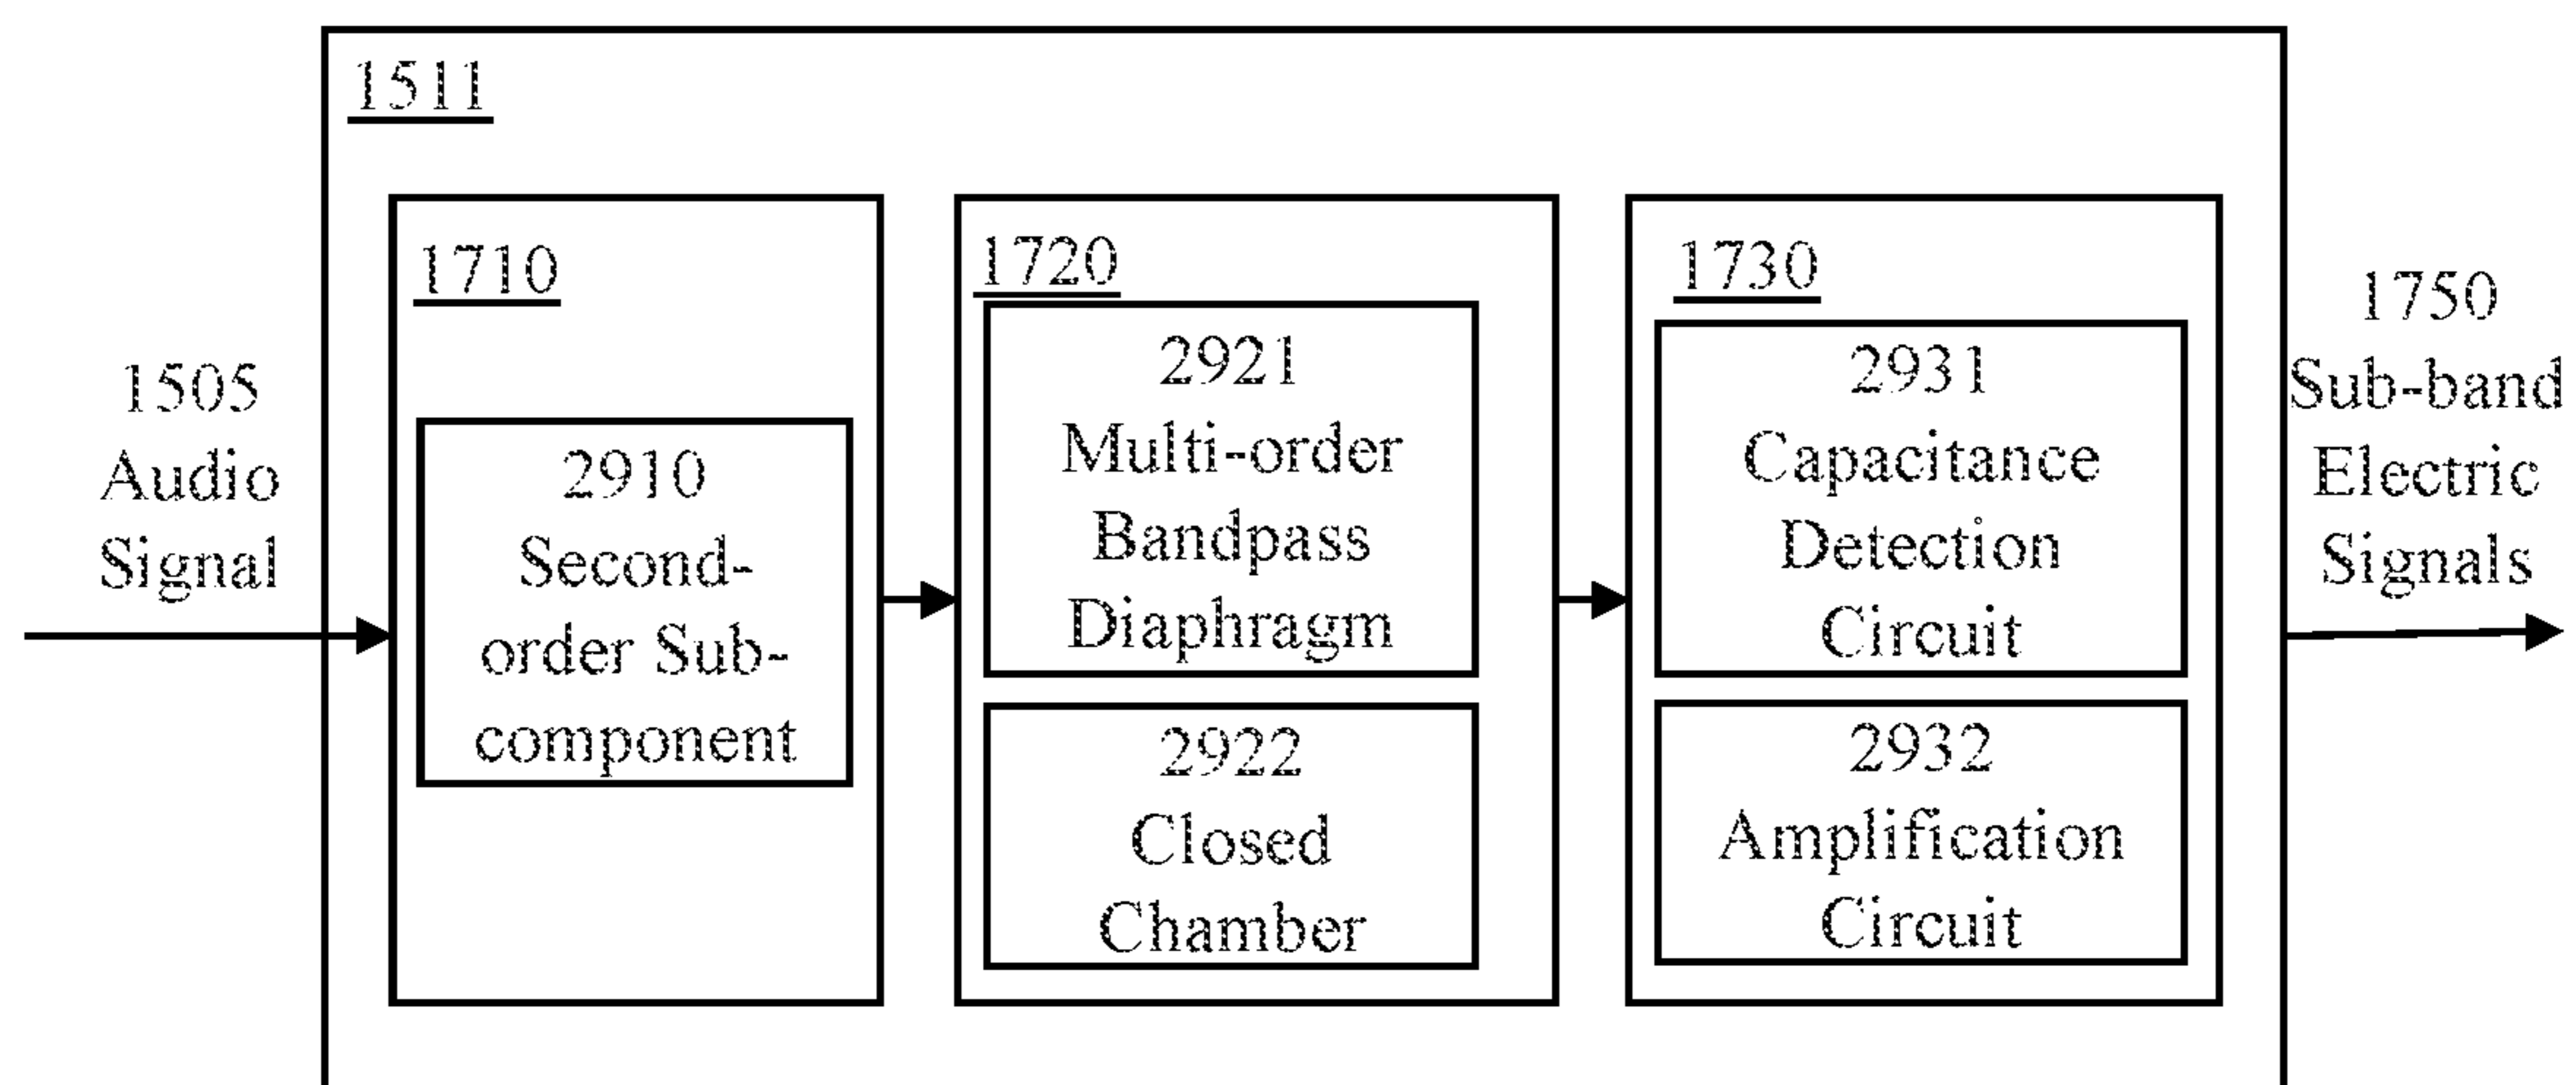 1511
1505
Audio
Signal
1710
2910
Second-
order Sub-
component
1720
2921
Multi-order
Bandpass
Diaphragm
2922
Closed
Chamber
1730
2931
Capacitance
Detection
Circuit
2932
Amplification
Circuit
1750
Sub-band
Electric
Signals